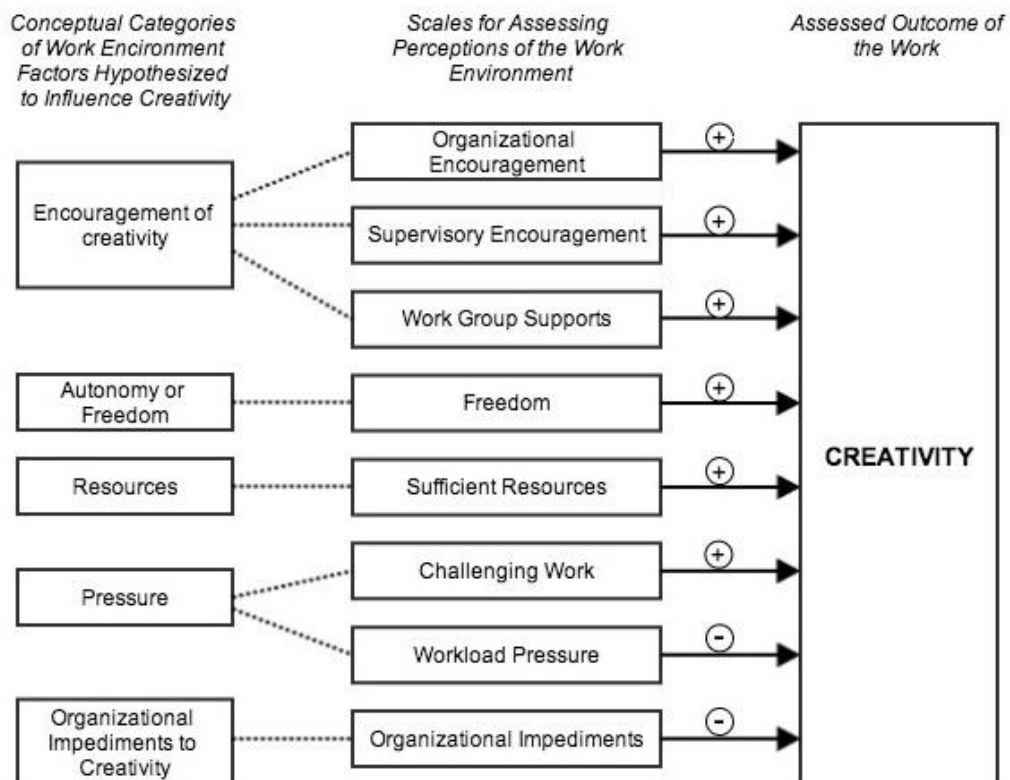 Conceptual Categories
of Work Encironment
Factors Hypothesized
to Influence Creativity
Scales for Assessing
Perceptions of the Work
Environment
Assessed Outcome of
the Work
Encouragement of
creativity
Organizational
Encouragement
+
Supervisory Encouragement
+
Work Group Supports
+
Autonomy or
Freedom
Freedom
+
Resources
Sufficient Resources
+
Pressure
Challenging Work
+
Workload Pressure
-
Organizational
Impediments to
Creativity
Organizational Impediments
-
CREATIVITY